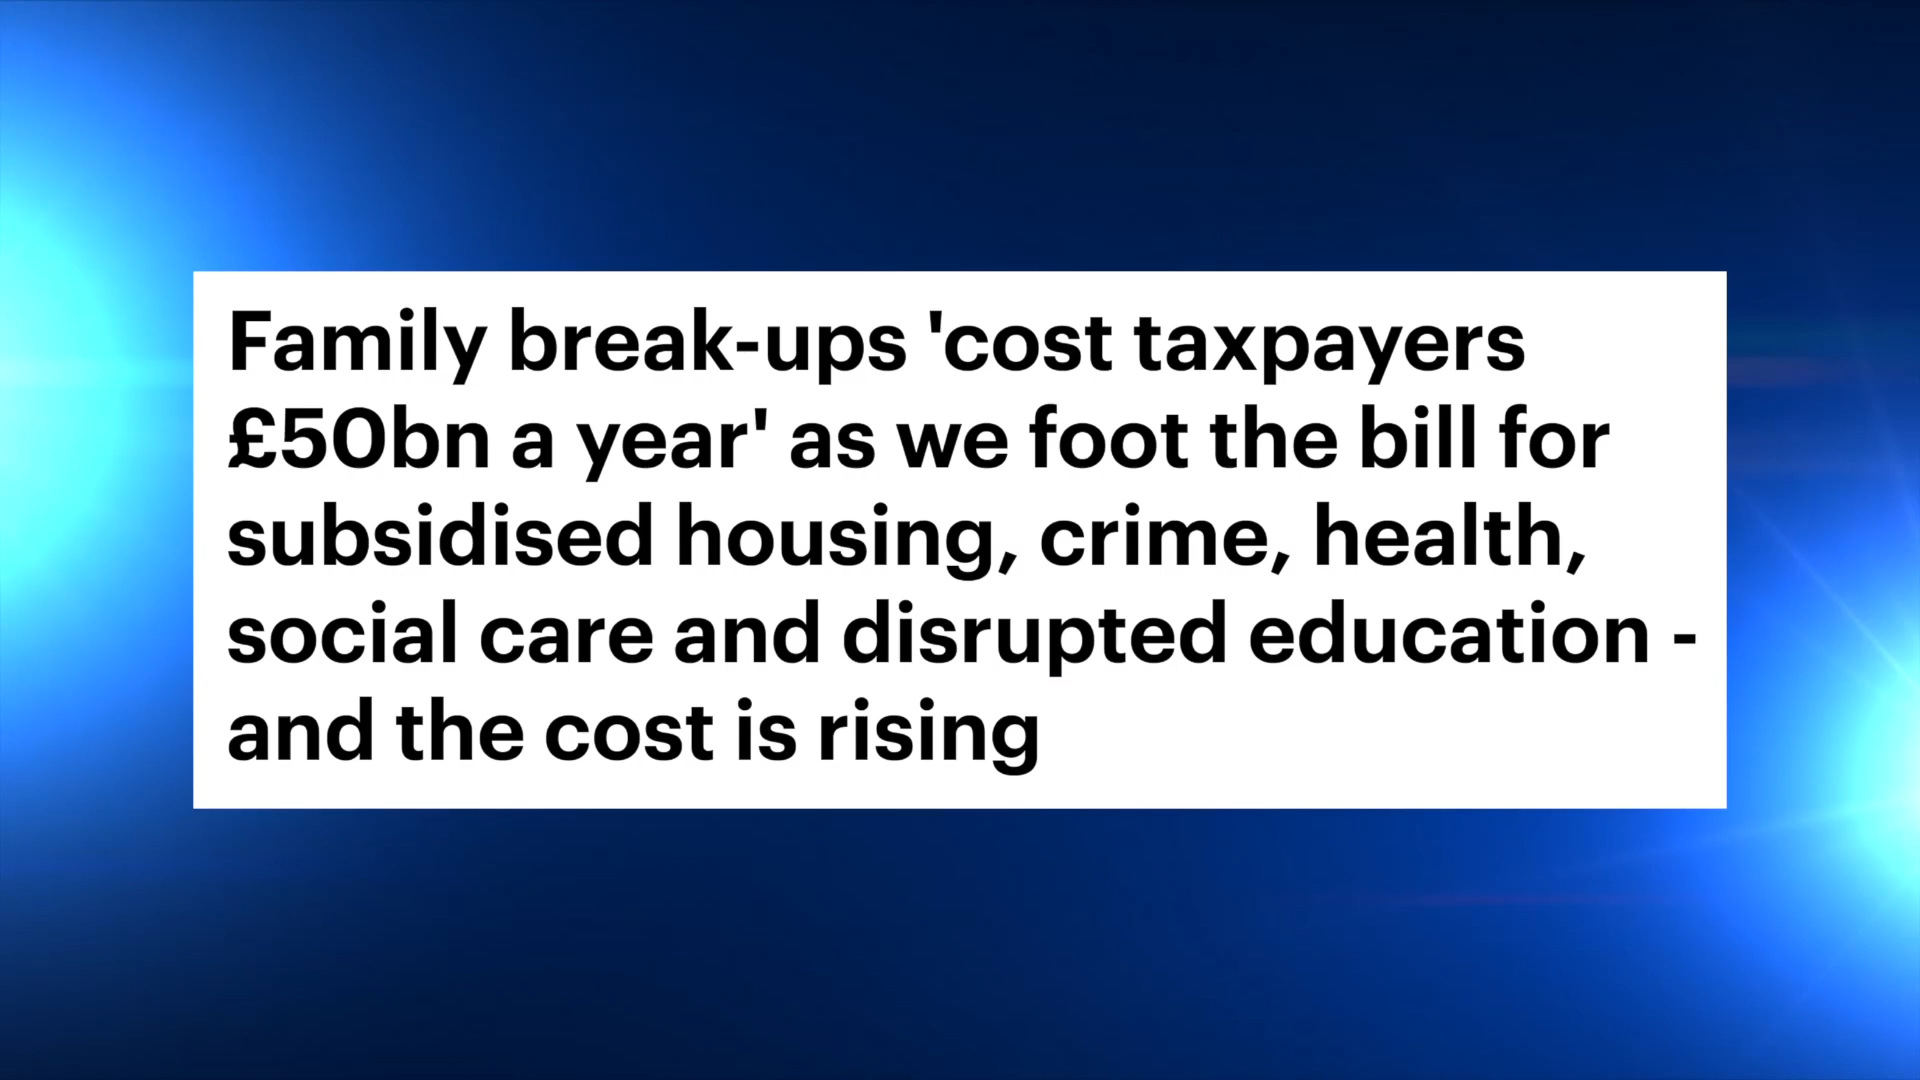 Family break-ups 'cost taxpayers
£50bn a year' as we foot the bill for
subsidised housing, crime, health,
social care and disrupted education -
and the cost is rising